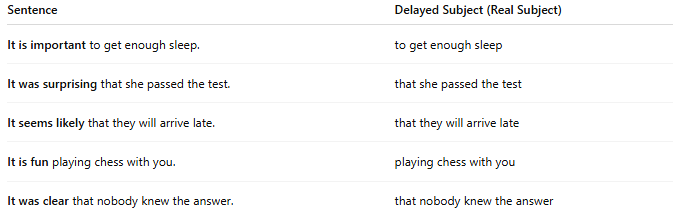 Sentence Delayed Subject (Real Subject)
It is important to get enough sleep. to get enough sleep
It was surprising that she passed the test. that she passed the test
It seems likely that they will arrive late. that they will arrive late
It is fun playing chess with you. playing chess with you
It was clear that nobody knew the answer. that nobody knew the answer